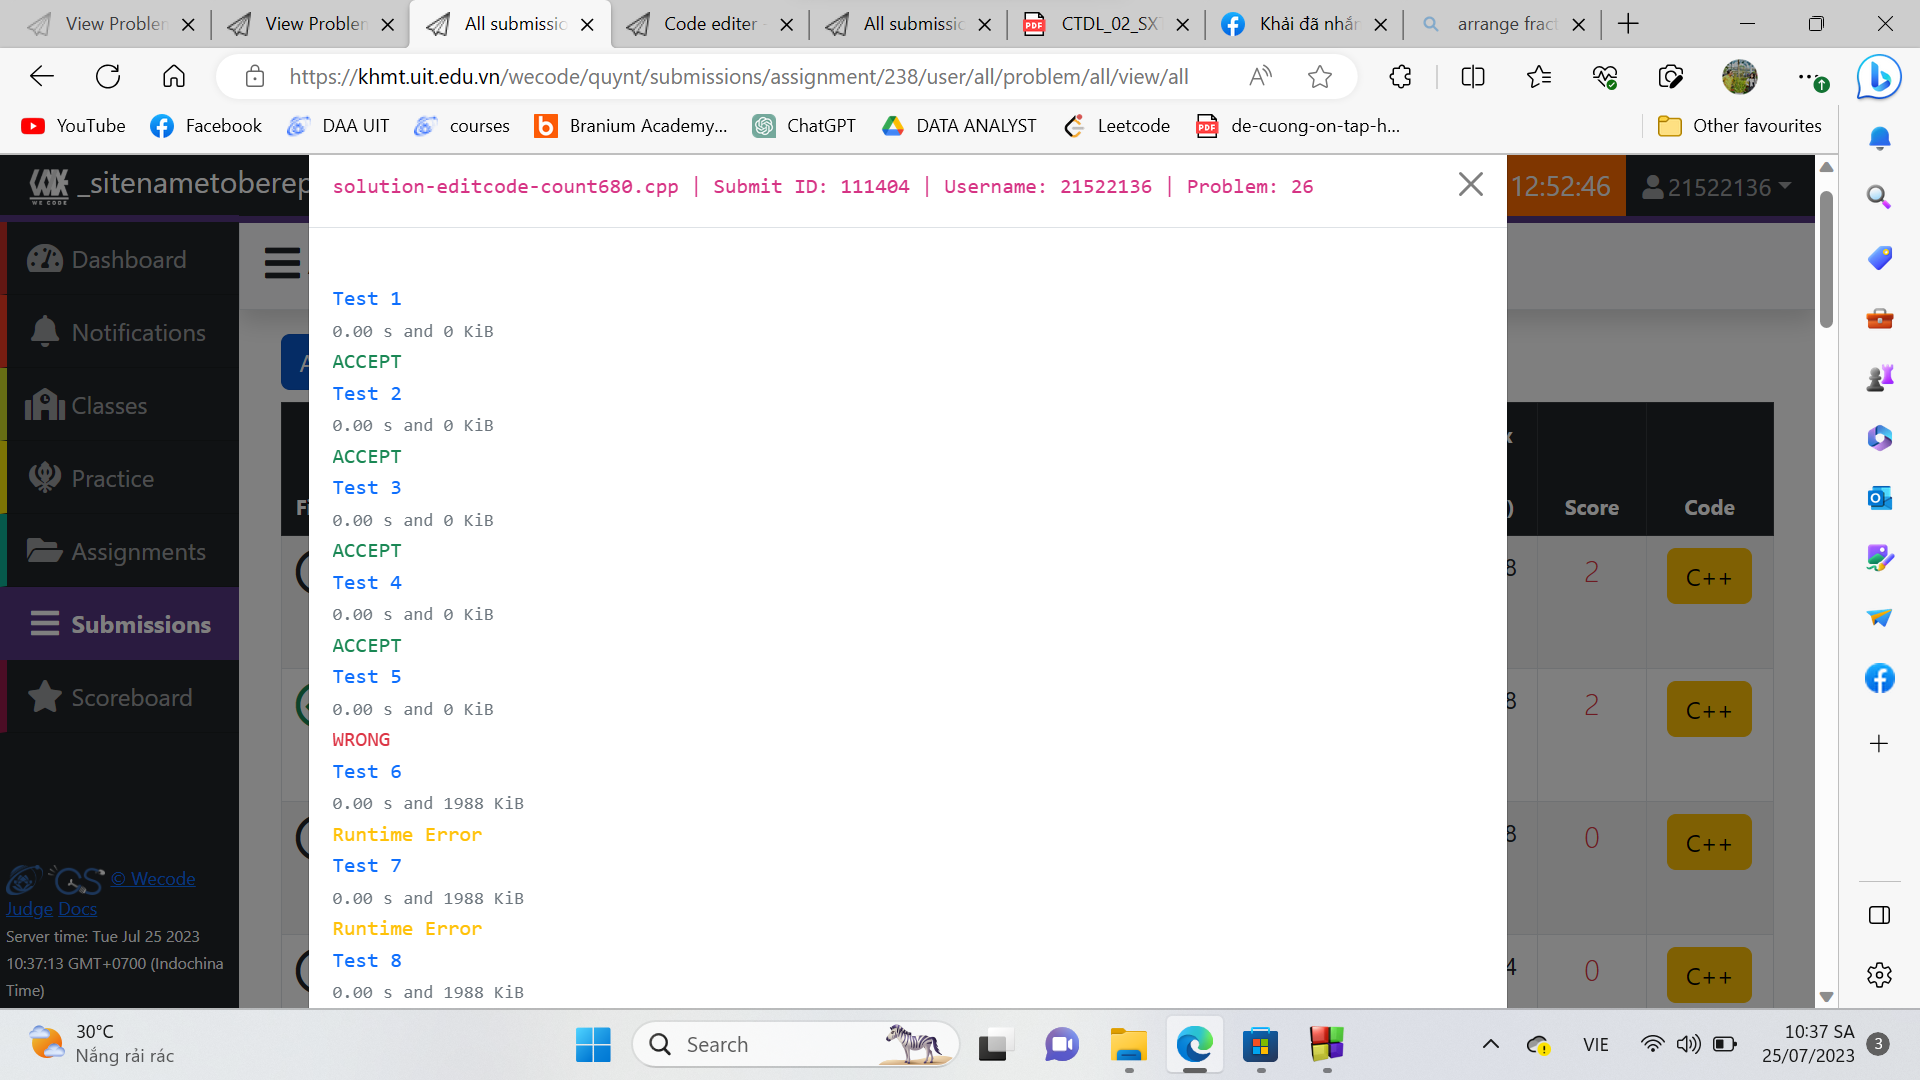 View Problem
View Problem
All submissio
Code editer
All submissio
CTDL_02_SX
Khải đã nhắn
arrange fract
https://khmt.uit.edu.vn/wecode/quynt/submissions/assignment/238/user/all/problem/all/view/all
YouTube
Facebook
DAA UIT
courses
Branium Academy...
ChatGPT
DATA ANALYST
Leetcode
PDF
de-cuong-on-tap-h...
Other favourites
WE CODE
_sitenametoberep
solution-editcode-count680.cpp | Submit ID: 111404 | Username: 21522136 | Problem: 26
12:52:46
21522136
Dashboard
Notifications
Classes
Practice
Assignments
Submissions
Scoreboard
Test 1
0.00 s and 0 KiB
ACCEPT
Test 2
0.00 s and 0 KiB
ACCEPT
Test 3
0.00 s and 0 KiB
ACCEPT
Test 4
0.00 s and 0 KiB
ACCEPT
Test 5
0.00 s and 0 KiB
WRONG
Test 6
0.00 s and 1988 KiB
Runtime Error
Test 7
0.00 s and 1988 KiB
Runtime Error
Test 8
0.00 s and 1988 KiB
Score
Code
8
2
C++
8
2
C++
8
0
C++
4
0
C++
CS
© Wecode
Judge Docs
Server time: Tue Jul 25 2023
10:37:13 GMT+0700 (Indochina
Time)
30°C
Nắng rải rác
Search
VIE
10:37 SA
25/07/2023
3